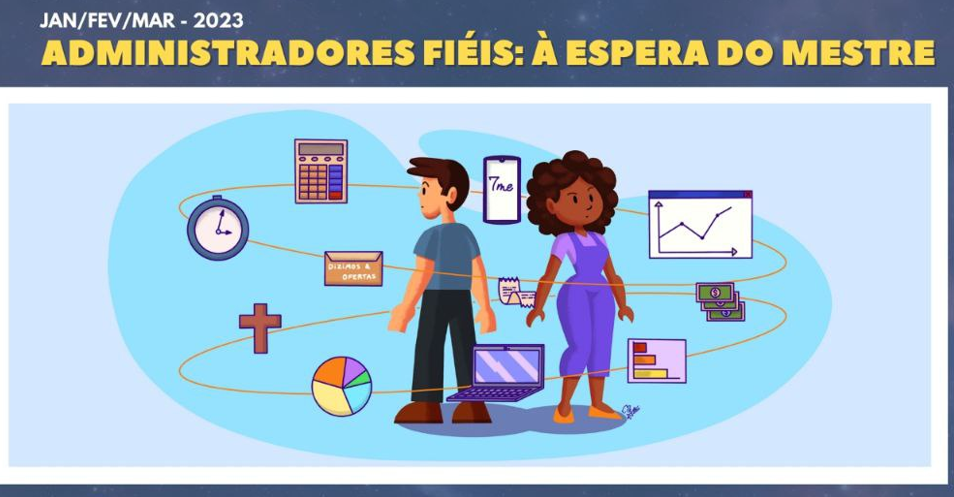 JAN/FEV/MAR - 2023
ADMINISTRADORES FIÉIS: À ESPERA DO MESTRE
7me
DIZIMOS &
OFERTAS